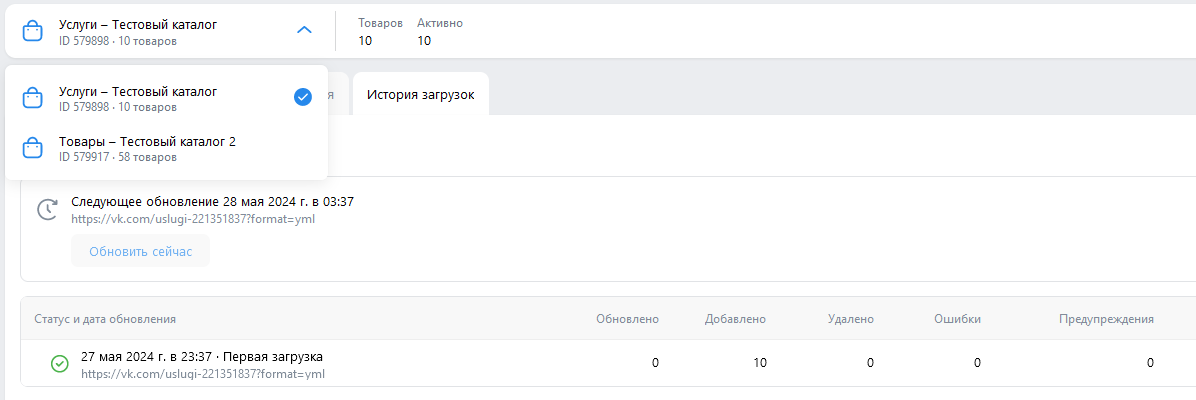 Услуги – Тестовый каталог
ID 579898 · 10 товаров
Товаров Активно
10 10
Услуги – Тестовый каталог
ID 579898 · 10 товаров
Товары – Тестовый каталог 2
ID 579917 · 58 товаров
я
История загрузок
Следующее обновление 28 мая 2024 г. в 03:37
https://vk.com/uslugi-221351837?format=yml
Обновить сейчас
Статус и дата обновления Обновлено Добавлено Удалено Ошибки Предупреждения
27 мая 2024 г. в 23:37 · Первая загрузка 0 10 0 0 0
https://vk.com/uslugi-221351837?format=yml